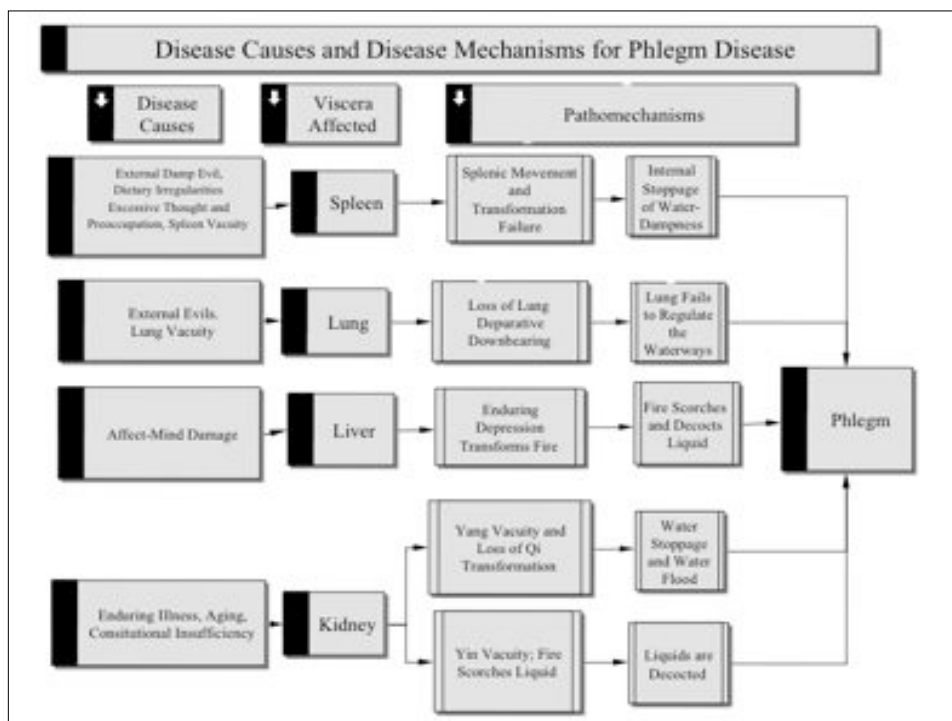 Disease Causes and Disease Mechanisms for Phlegm Disease
Disease
Causes
Viscera
Affected
Pathomechanisms
External Damp Evil,
Dietary Irregularities
Excessive Thought and
Preoccupation, Spleen Vacuity
Spleen
Splenic Movement
and
Transformation
Failure
Internal
Stoppage
of Water-
Dampness
External Evils.
Lung Vacuity
Lung
Loss of Lung
Depurative
Downbearing
Lung Fails
to Regulate
the
Waterways
Affect-Mind Damage
Liver
Enduring
Depression
Transforms Fire
Fire Scorches
and Decocts
Liquid
Phlegm
Enduring Illness, Aging,
Consitutional Insufficiency
Kidney
Yang Vacuity and
Loss of Qi
Transformation
Water
Stoppage
and Water
Flood
Yin Vacuity; Fire
Scorches Liquid
Liquids are
Decocted